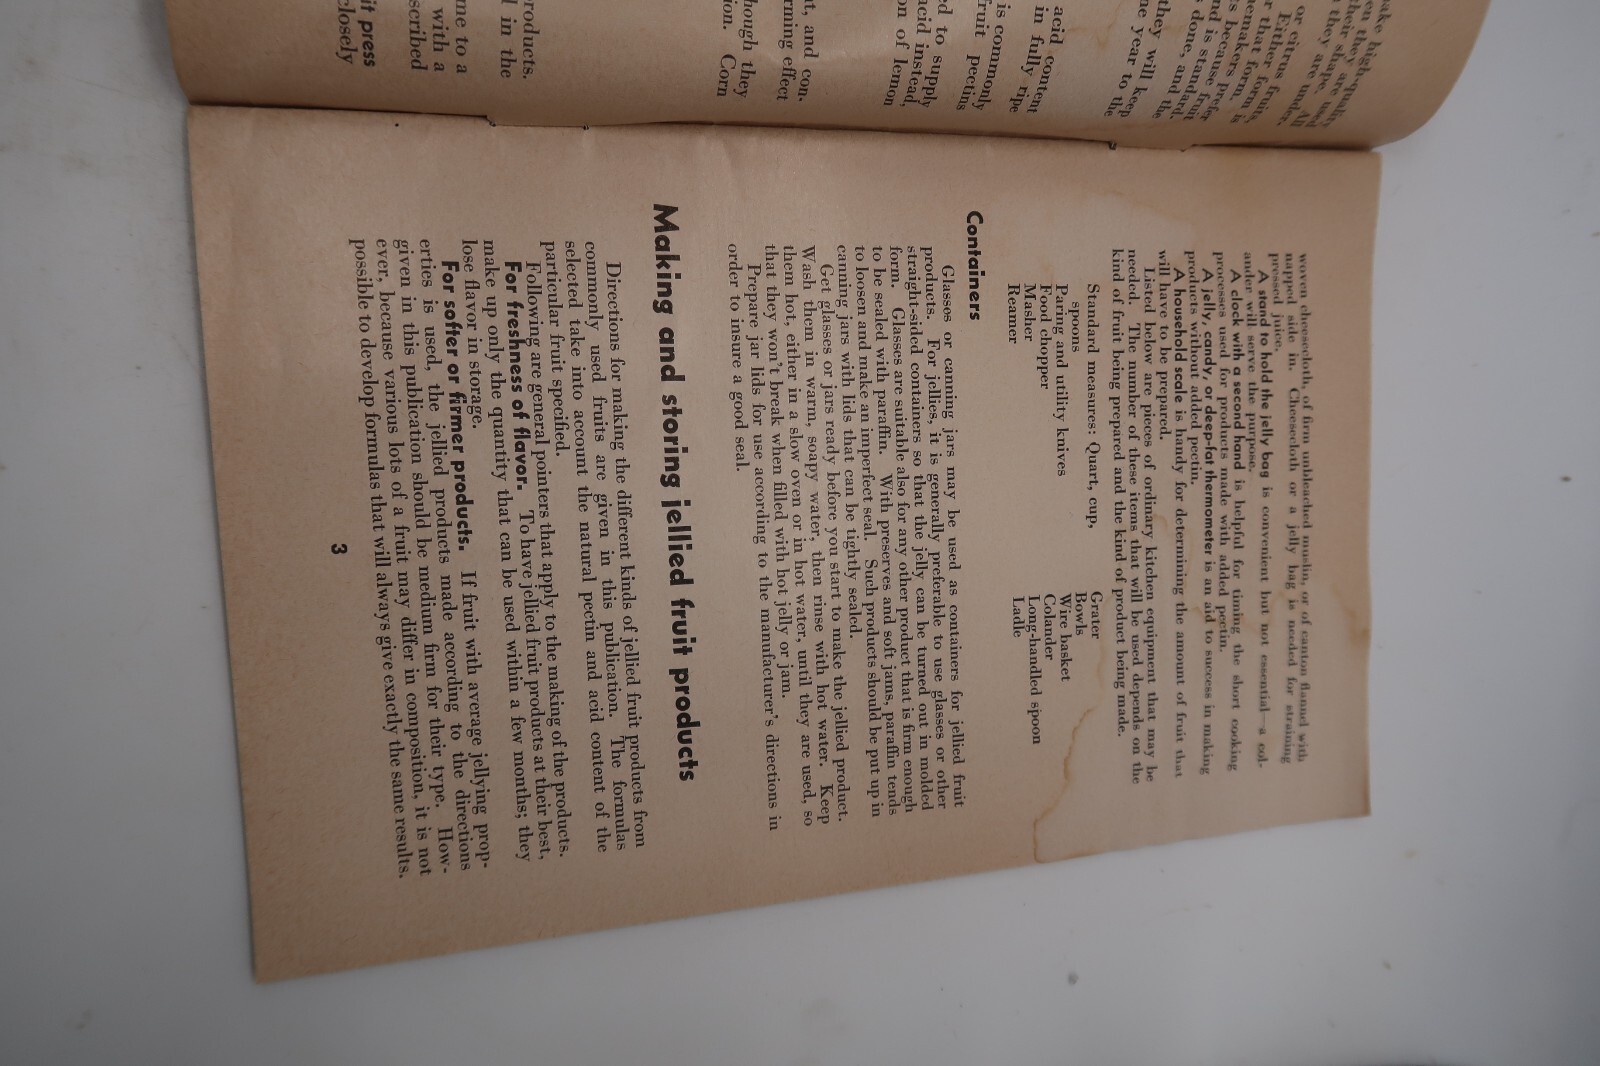 woven cheesecloth, of firm unbleached muslin, or of canton flannel with
napped side in. Cheesecloth or a jelly bag is needed for straining
pressed juice.
A stand to hold the jelly bag is convenient but not essential—a col-
ander will serve the purpose.
A clock with a second hand is helpful for timing the short cooking
processes used for products made with added pectin.
A jelly, candy, or deep-fat thermometer is an aid to success in making
products without added pectin.
A household scale is handy for determining the amount of fruit that
will have to be prepared.
Listed below are pieces of ordinary kitchen equipment that may be
needed. The number of these items that will be used depends on the
kind of fruit being prepared and the kind of product being made.
Standard measures: Quart, cup,
spoons
Paring and utility knives
Food chopper
Masher
Reamer
Grater
Bowls
Wire basket
Colander
Long-handled spoon
Ladle
Containers
Glasses or canning jars may be used as containers for jellied fruit
products. For jellies, it is generally preferable to use glasses or other
straight-sided containers so that the jelly can be turned out in molded
form. Glasses are suitable also for any other product that is firm enough
to be sealed with paraffin. With preserves and soft jams, paraffin tends
to loosen and make an imperfect seal. Such products should be put up in
canning jars with lids that can be tightly sealed.
Get glasses or jars ready before you start to make the jellied product.
Wash them in warm, soapy water, then rinse with hot water. Keep
them hot, either in a slow oven or in hot water, until they are used, so
that they won't break when filled with hot jelly or jam.
Prepare jar lids for use according to the manufacturer's directions in
order to insure a good seal.
Making and storing jellied fruit products
Directions for making the different kinds of jellied fruit products from
commonly used fruits are given in this publication. The formulas
selected take into account the natural pectin and acid content of the
particular fruit specified.
Following are general pointers that apply to the making of the products.
For freshness of flavor. To have jellied fruit products at their best,
make up only the quantity that can be used within a few months; they
lose flavor in storage.
For softer or firmer products. If fruit with average jellying prop-
erties is used, the jellied products made according to the directions
given in this publication should be medium firm for their type. How-
ever, because various lots of a fruit may differ in composition, it is not
possible to develop formulas that will always give exactly the same results.
3